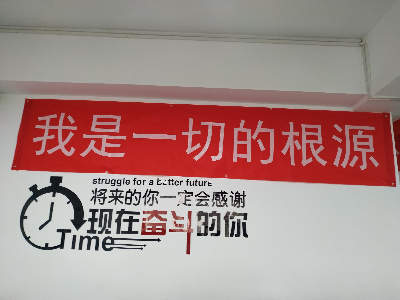 我是一切的根源
struggle for a better future
将来的你一定会感谢
现在奋斗的你
Time